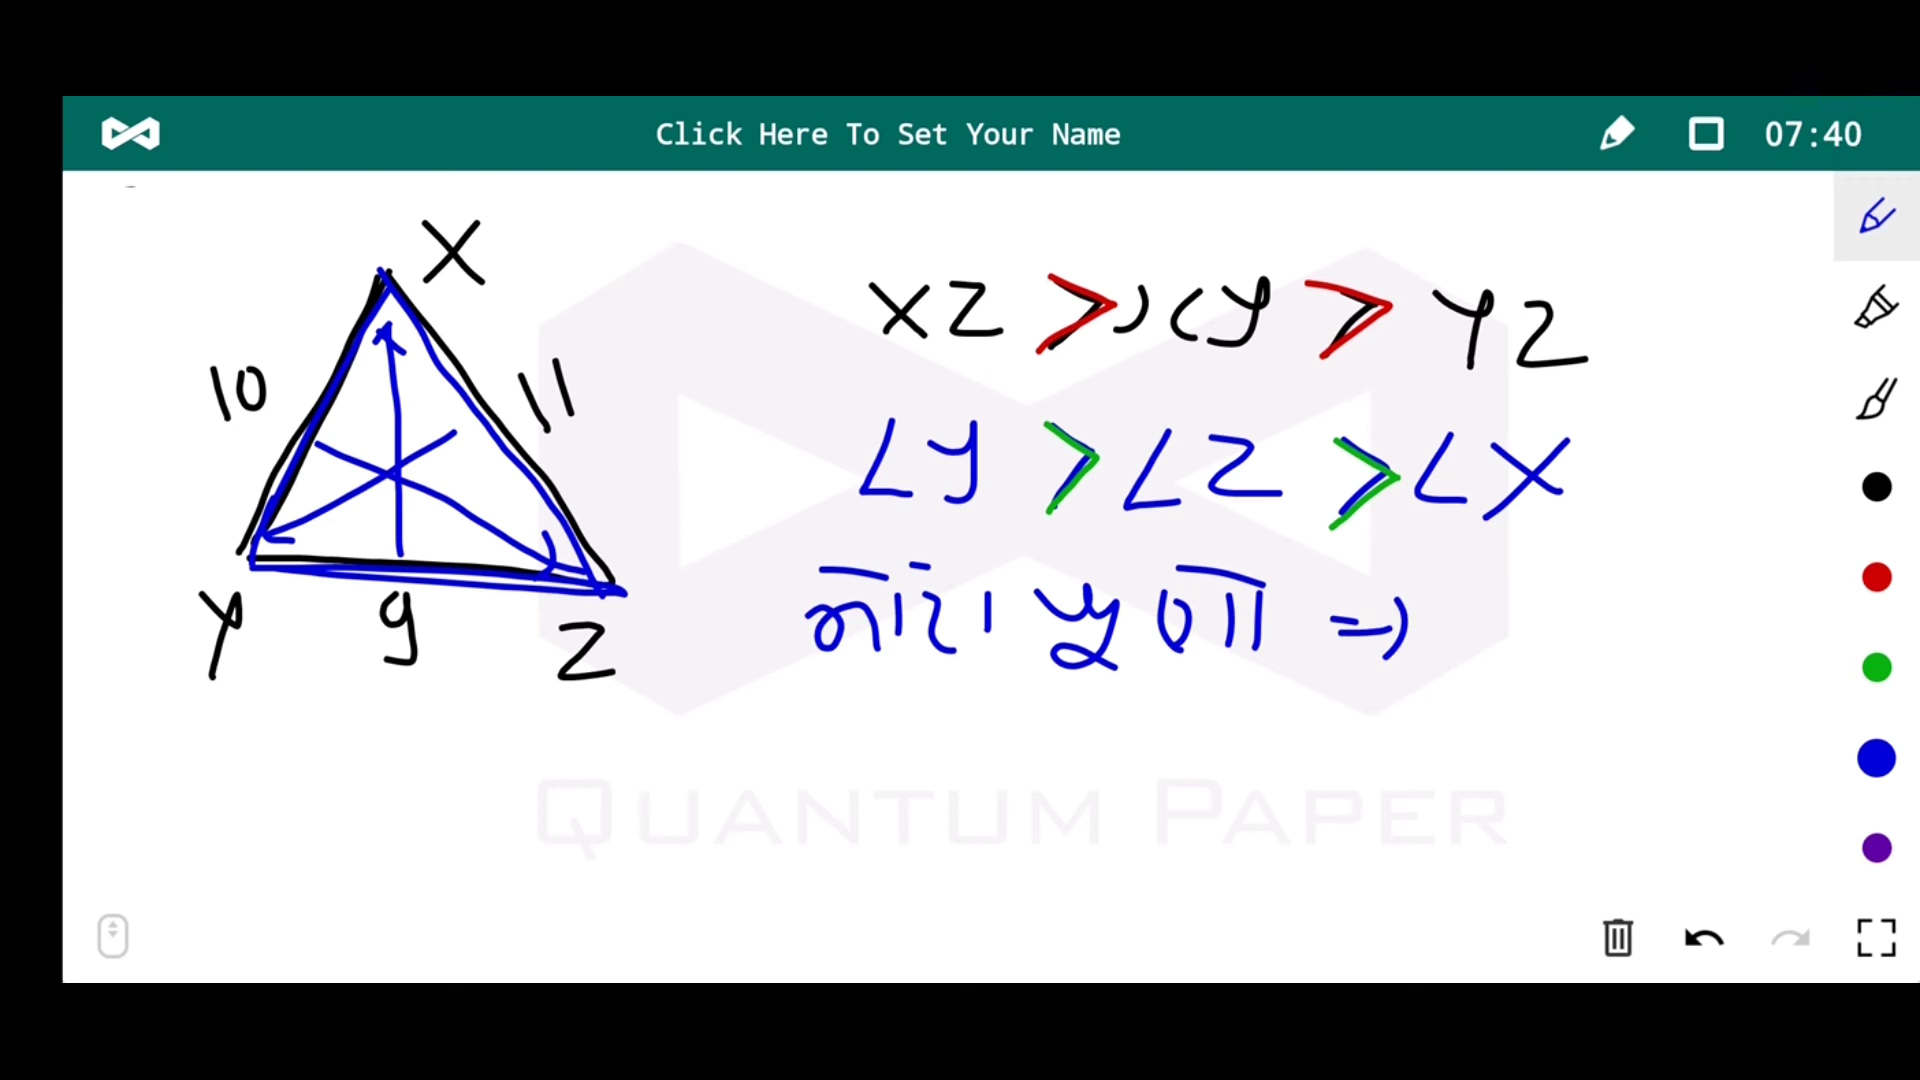 Click Here To Set Your Name 07:40
X
10
11
Y
9
Z
XZ > XY > YZ
∠Y > ∠Z > ∠X
=>
QUANTUM PAPER